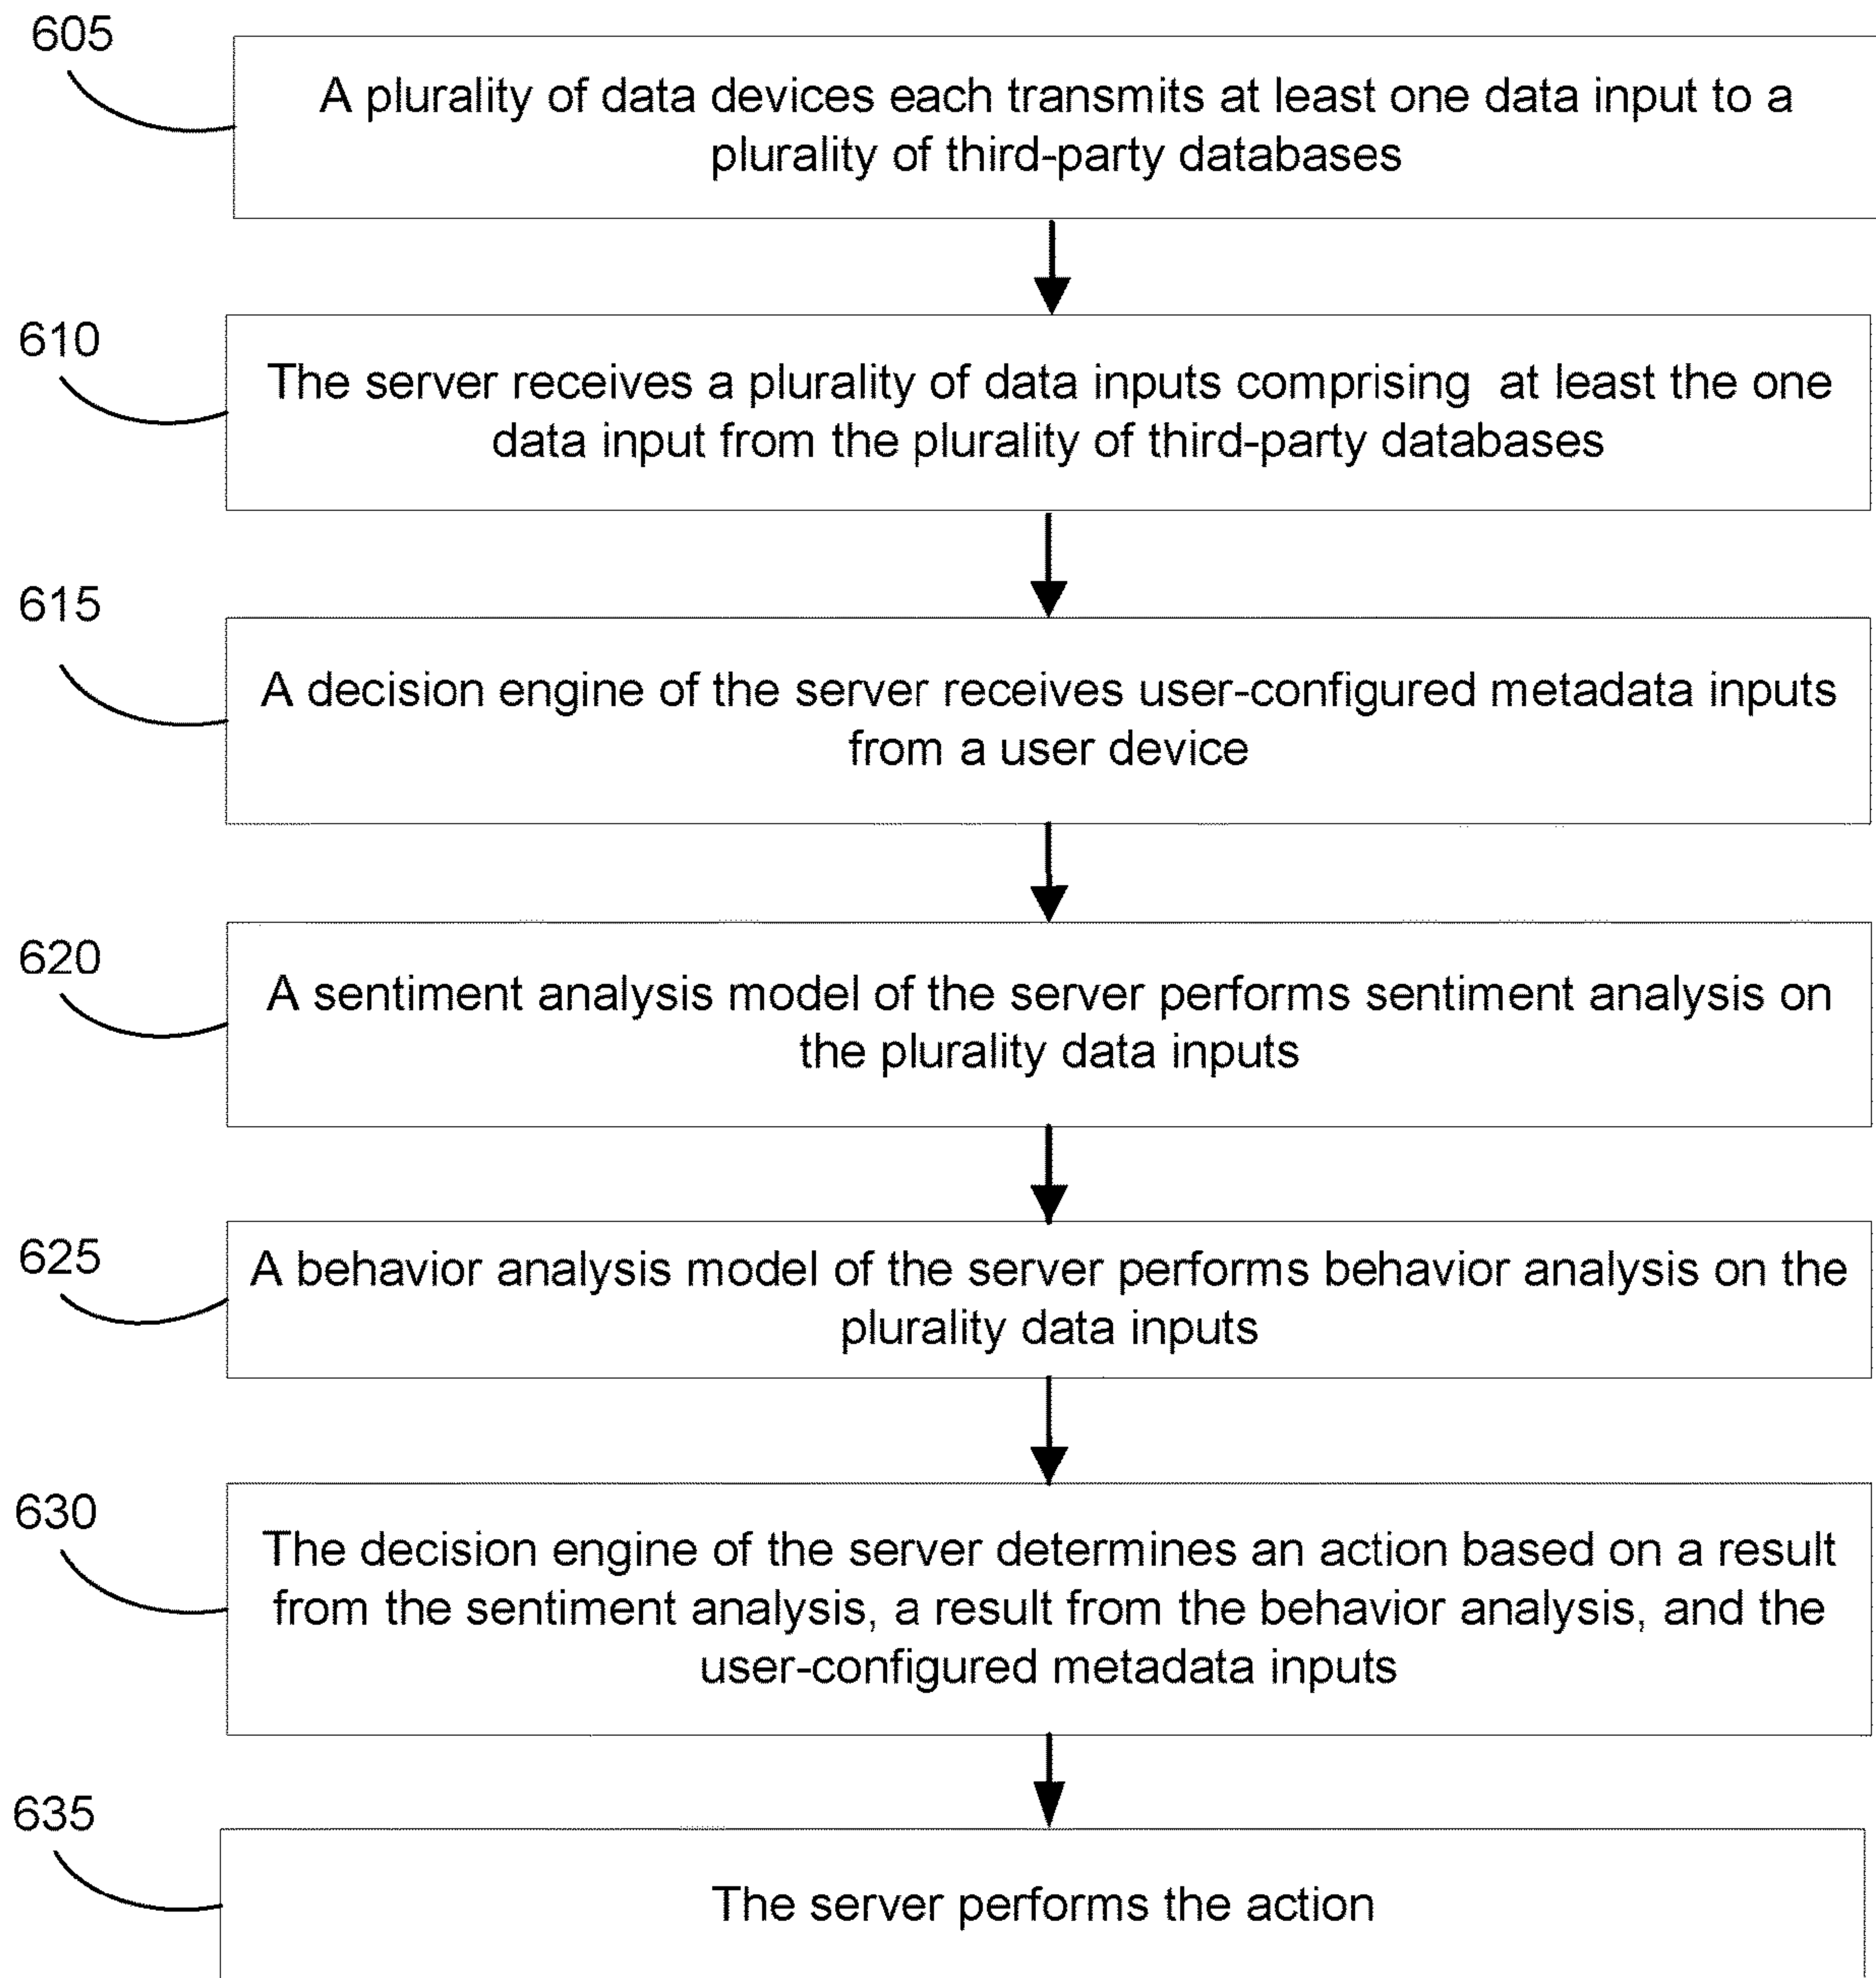 605
A plurality of data devices each transmits at least one data input to a
plurality of third-party databases
610
The server receives a plurality of data inputs comprising at least the one
data input from the plurality of third-party databases
615
A decision engine of the server receives user-configured metadata inputs
from a user device
620
A sentiment analysis model of the server performs sentiment analysis on
the plurality data inputs
625
A behavior analysis model of the server performs behavior analysis on the
plurality data inputs
630
The decision engine of the server determines an action based on a result
from the sentiment analysis, a result from the behavior analysis, and the
user-configured metadata inputs
635
The server performs the action